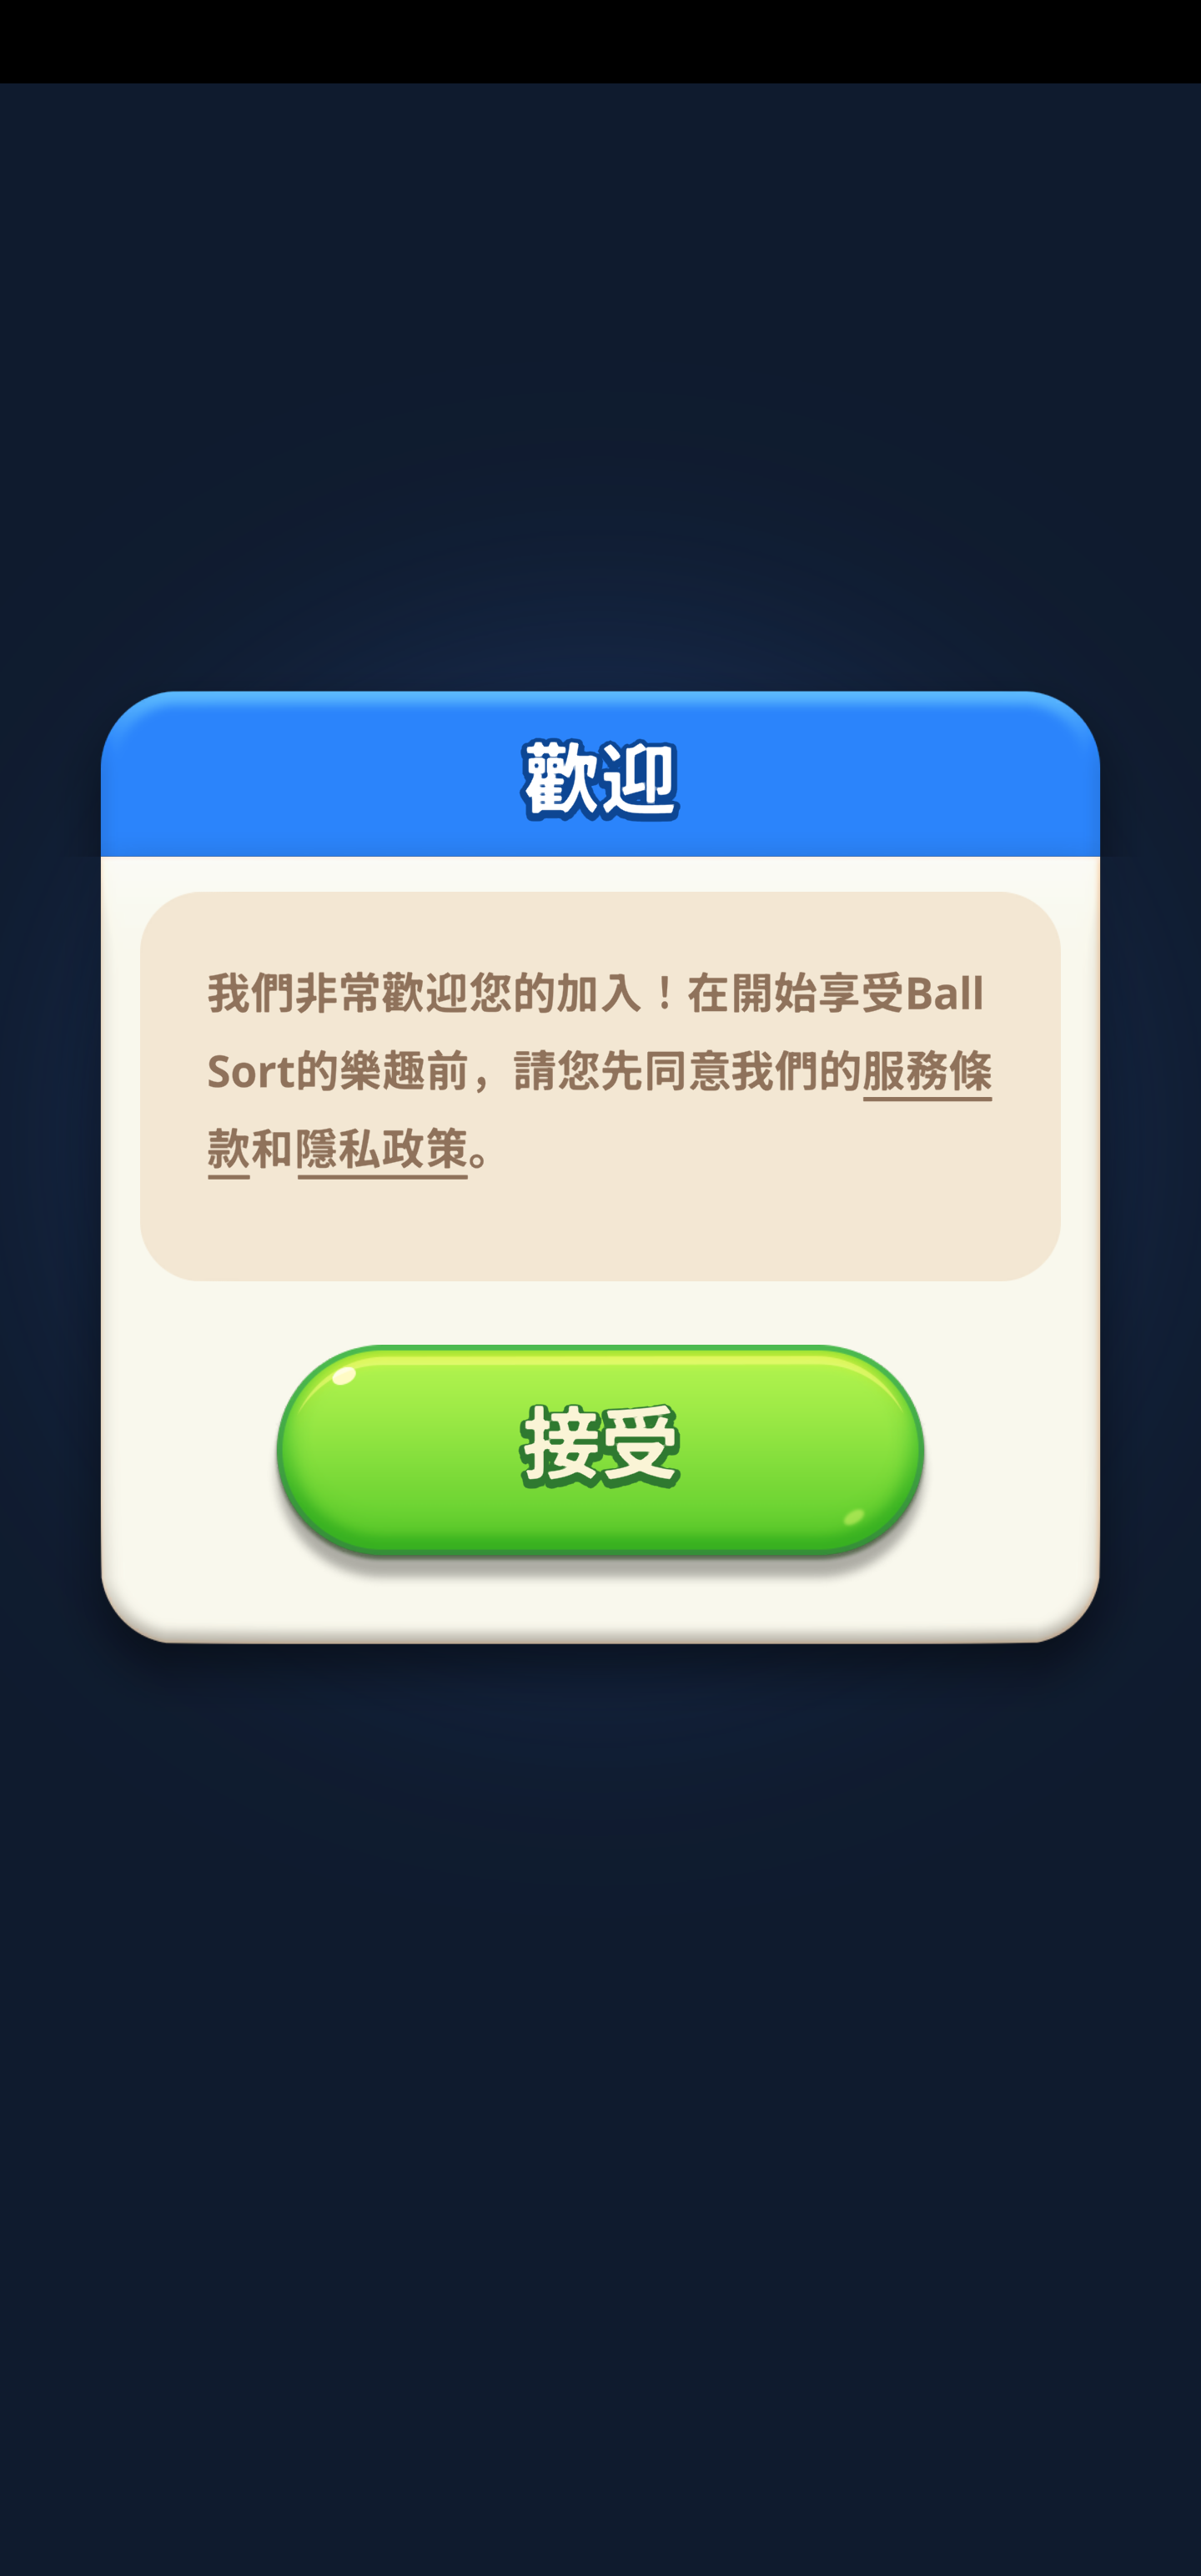 歡迎
我們非常歡迎您的加入！在開始享受Ball
Sort的樂趣前，請您先同意我們的服務條
款和隱私政策。
接受